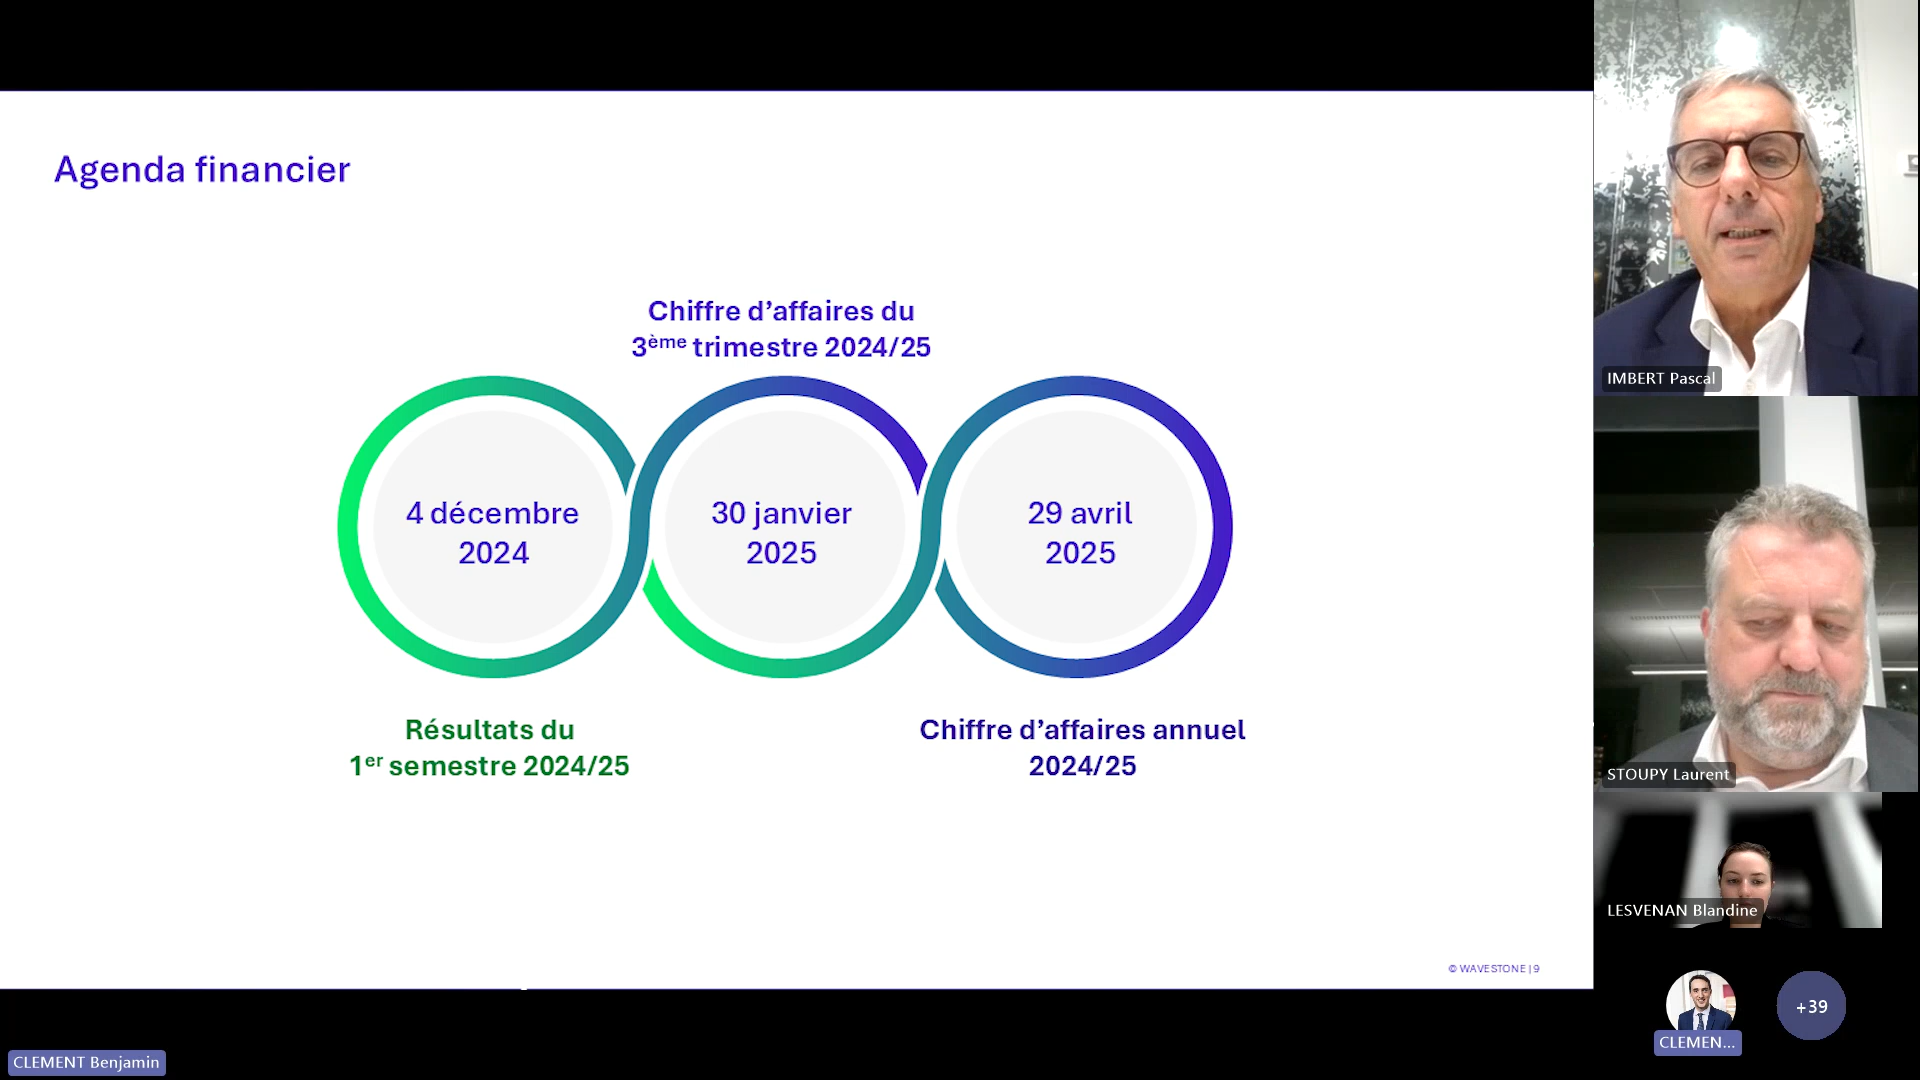 Agenda financier
Chiffre d’affaires du
3ème trimestre 2024/25
4 décembre
2024
30 janvier
2025
29 avril
2025
Résultats du
1er semestre 2024/25
Chiffre d’affaires annuel
2024/25
© WAVESTONE | 9
IMBERT Pascal
STOUPY Laurent
LESVENAN Blandine
CLEMEN...
+39
CLEMENT Benjamin